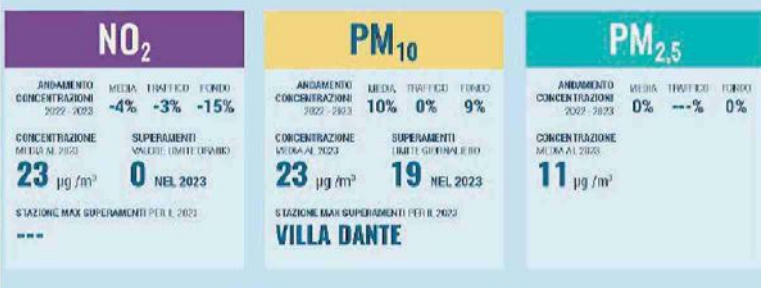 NO₂
ANDAMENTO CONCENTRAZIONI 2022 - 2023
MEDIA TRAFFICO FONDO
-4% -3% -15%
CONCENTRAZIONE MEDIA AL 2023
23 µg /m³
SUPERAMENTI VALORE LIMITE ORARIO
0 NEL 2023
STAZIONE MAX SUPERAMENTI PER IL 2023
---
PM₁₀
ANDAMENTO CONCENTRAZIONI 2022 - 2023
MEDIA TRAFFICO FONDO
10% 0% 9%
CONCENTRAZIONE MEDIA AL 2023
23 µg /m³
SUPERAMENTI LIMITE GIORNALIERO
19 NEL 2023
STAZIONE MAX SUPERAMENTI PER IL 2023
VILLA DANTE
PM₂,₅
ANDAMENTO CONCENTRAZIONI 2022 - 2023
MEDIA TRAFFICO FONDO
0% ---% 0%
CONCENTRAZIONE MEDIA AL 2023
11 µg /m³